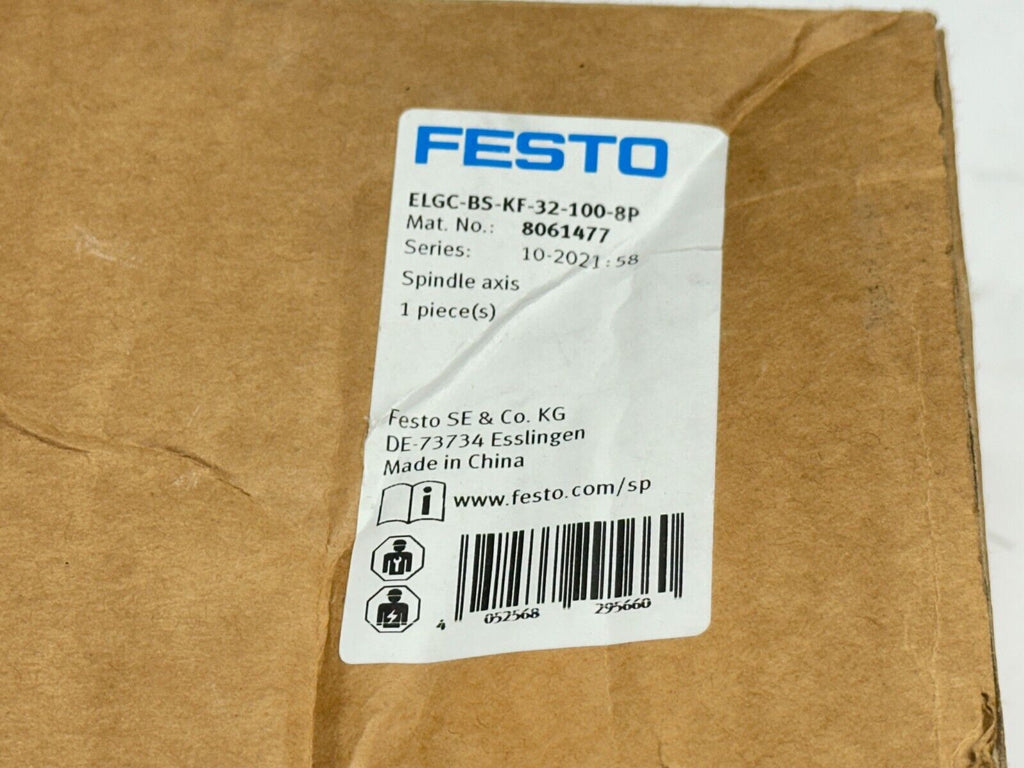 FESTO
ELGC-BS-KF-32-100-8P
Mat. No.: 8061477
Series: 10-2021:58
Spindle axis
1 piece(s)
Festo SE & Co. KG
DE-73734 Esslingen
Made in China
i www.festo.com/sp
4 052568 295660